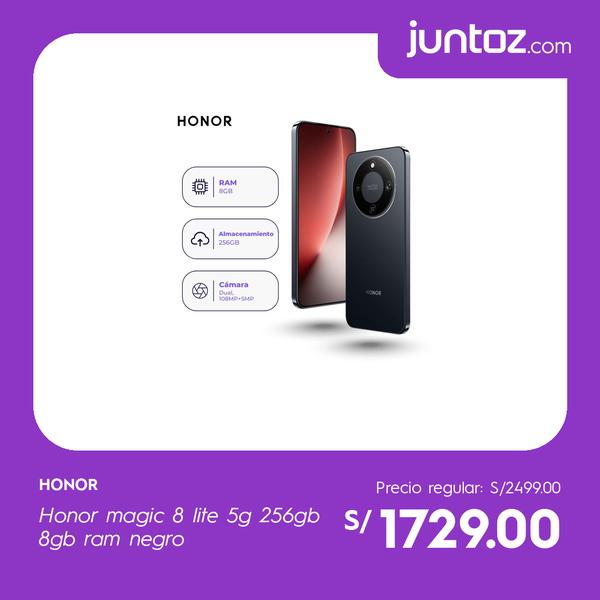 juntoz.com
HONOR
RAM
8GB
Almacenamiento
256GB
Cámara
Dual,
108MP+5MP
HONOR
HONOR
Honor magic 8 lite 5g 256gb
8gb ram negro
Precio regular: S/2499.00
S/1729.00